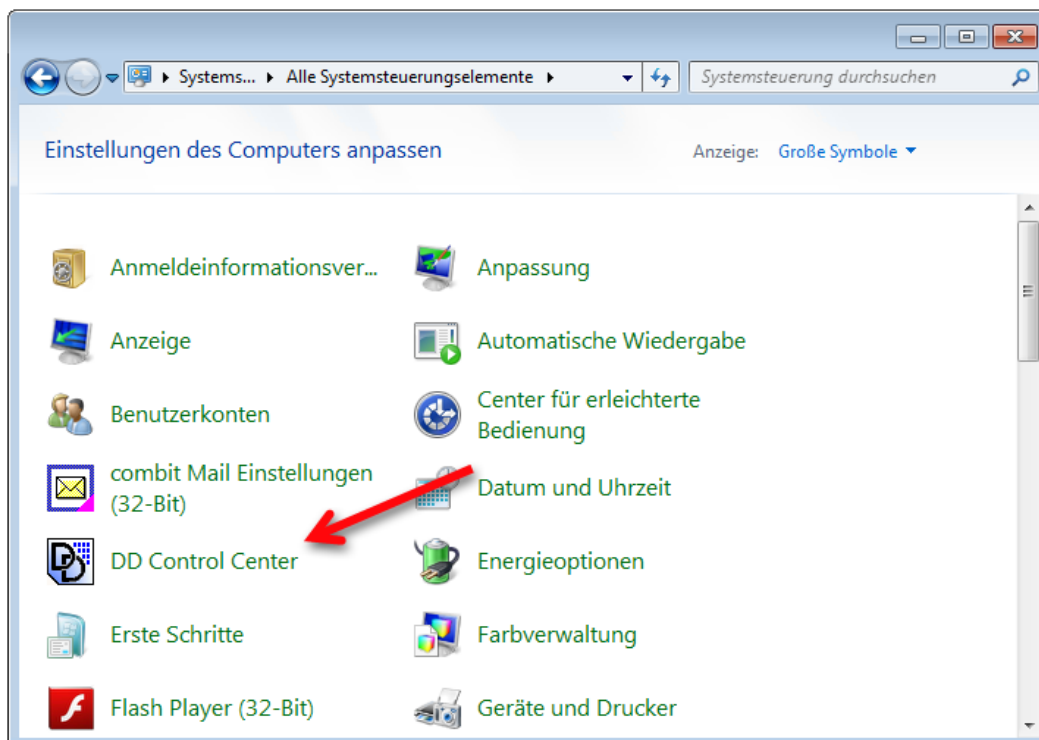 Systems... Alle Systemsteuerungselemente
Systemsteuerung durchsuchen
Einstellungen des Computers anpassen
Anzeige: Große Symbole
Anmeldeinformationsver...
Anpassung
Anzeige
Automatische Wiedergabe
Benutzerkonten
Center für erleichterte
Bedienung
combit Mail Einstellungen
(32-Bit)
Datum und Uhrzeit
DD Control Center
Energieoptionen
Erste Schritte
Farbverwaltung
Flash Player (32-Bit)
Geräte und Drucker